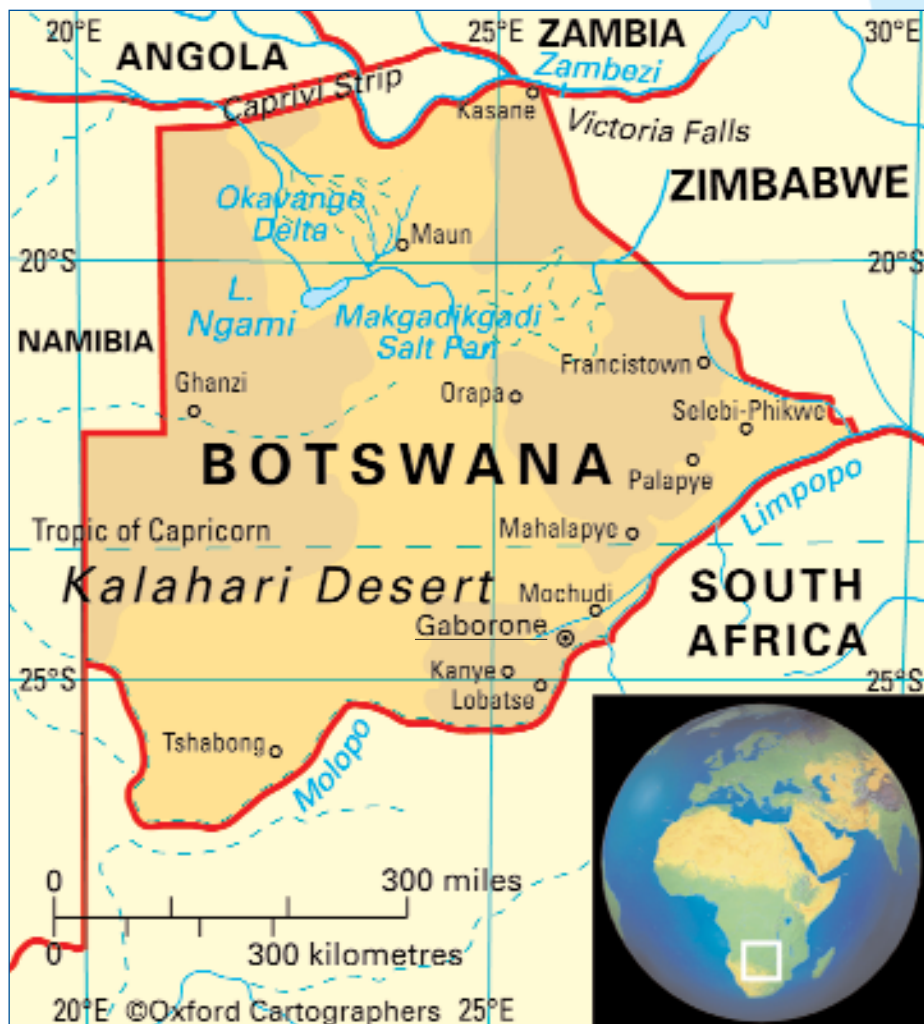 20°E
25°E
30°E
ANGOLA
ZAMBIA
Zambezi
Caprivi Strip
Kasane
Victoria Falls
ZIMBABWE
Okavango
Delta
Maun
20°S
20°S
L.
Ngami
Makgadikgadi
Salt Pan
NAMIBIA
Francistown
Ghanzi
Orapa
Selebi-Phikwe
BOTSWANA
Palapye
Limpopo
Tropic of Capricorn
Mahalapye
Kalahari Desert
Mochudi
SOUTH
AFRICA
Gaborone
Kanye
25°S
25°S
Lobatse
Tshabong
Molopo
0
300 miles
0
300 kilometres
20°E
©Oxford Cartographers
25°E